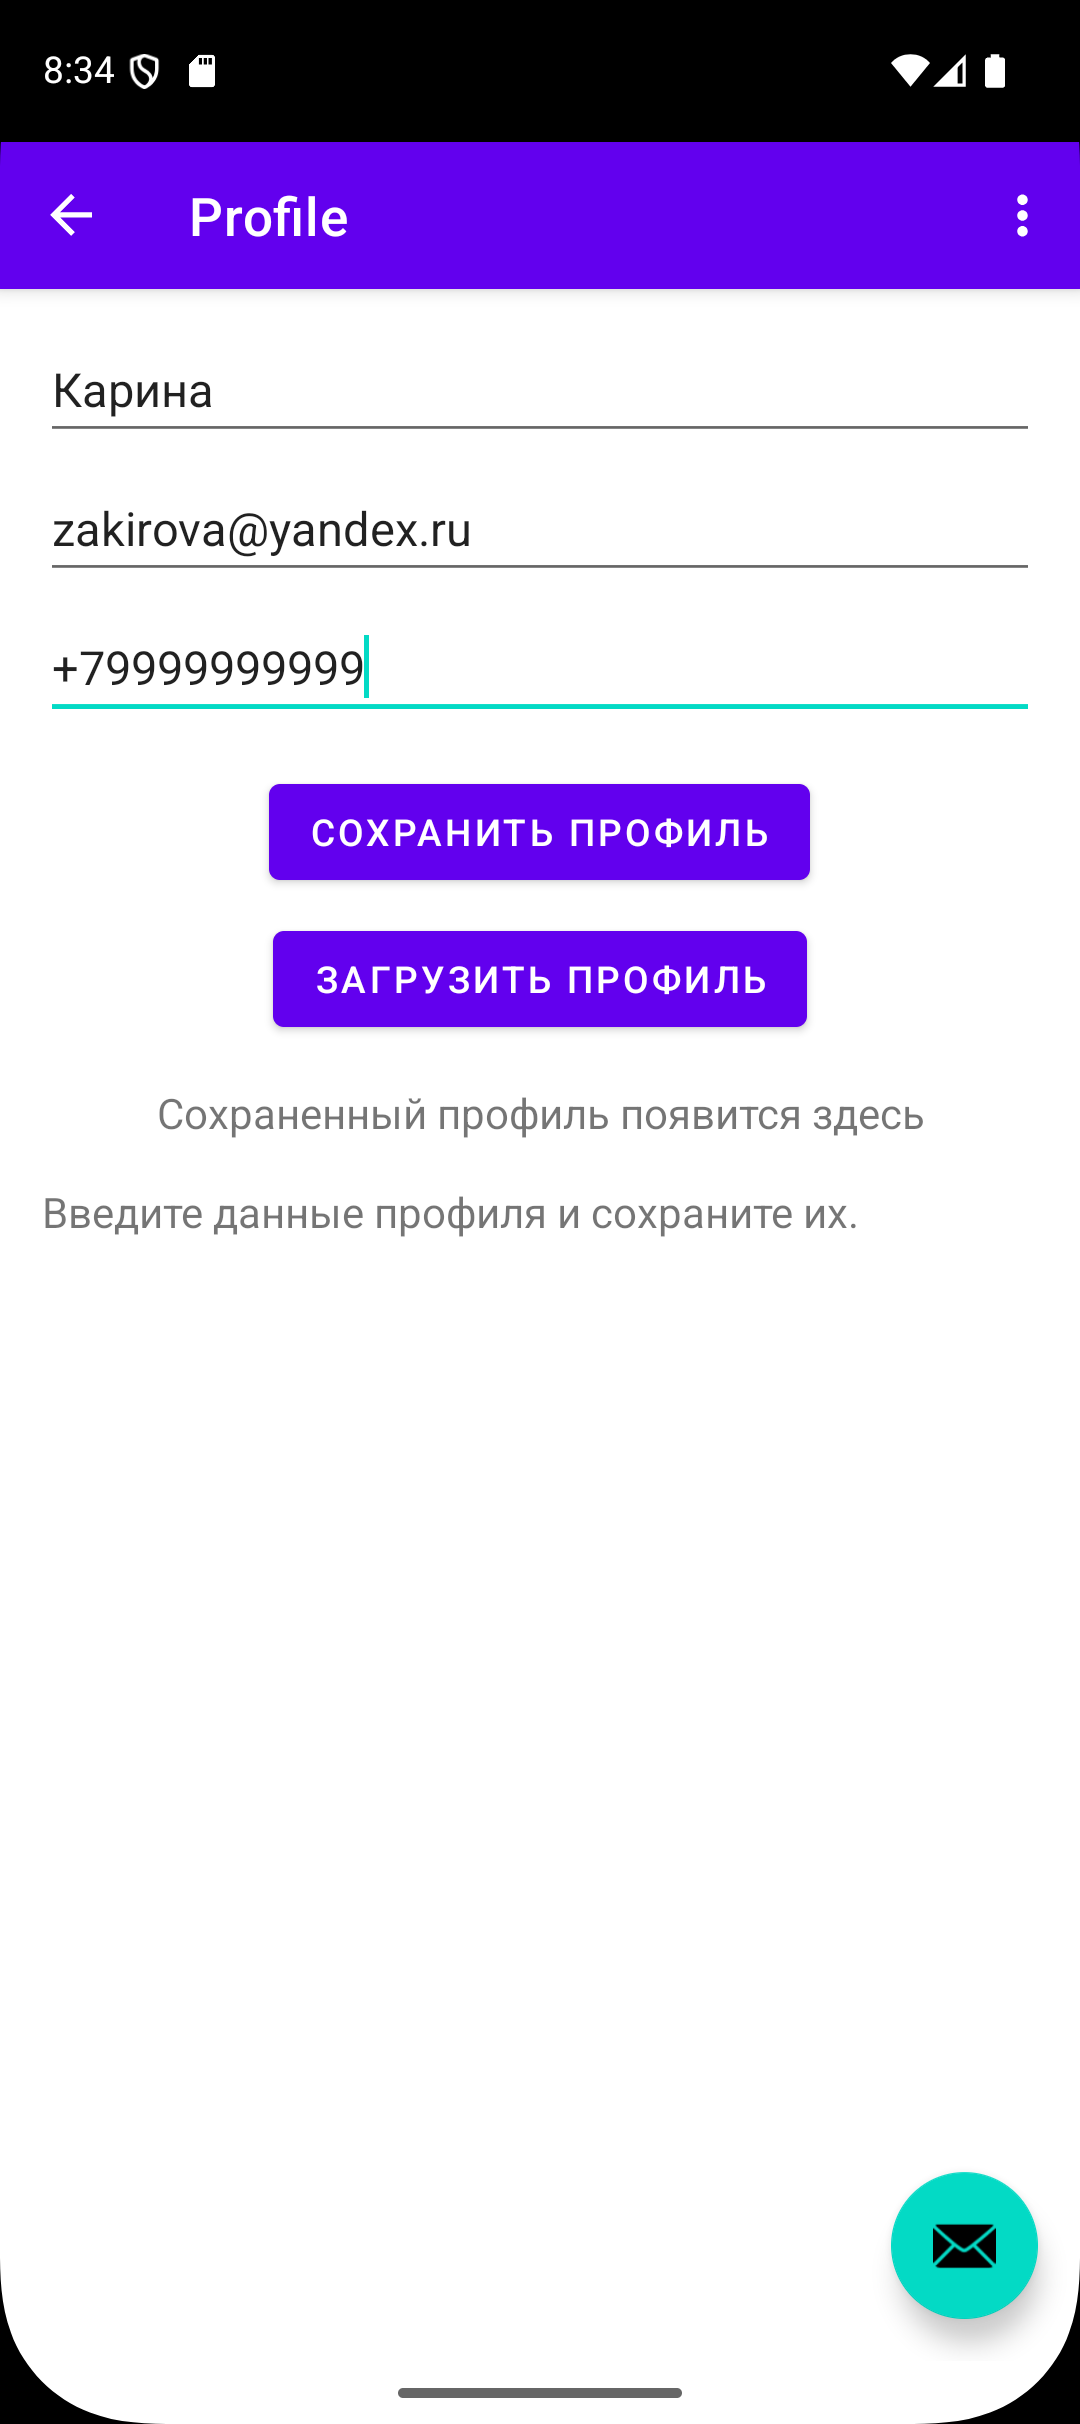 8:34
Profile
Карина
zakirova@yandex.ru
+79999999999
СОХРАНИТЬ ПРОФИЛЬ
ЗАГРУЗИТЬ ПРОФИЛЬ
Сохраненный профиль появится здесь
Введите данные профиля и сохраните их.